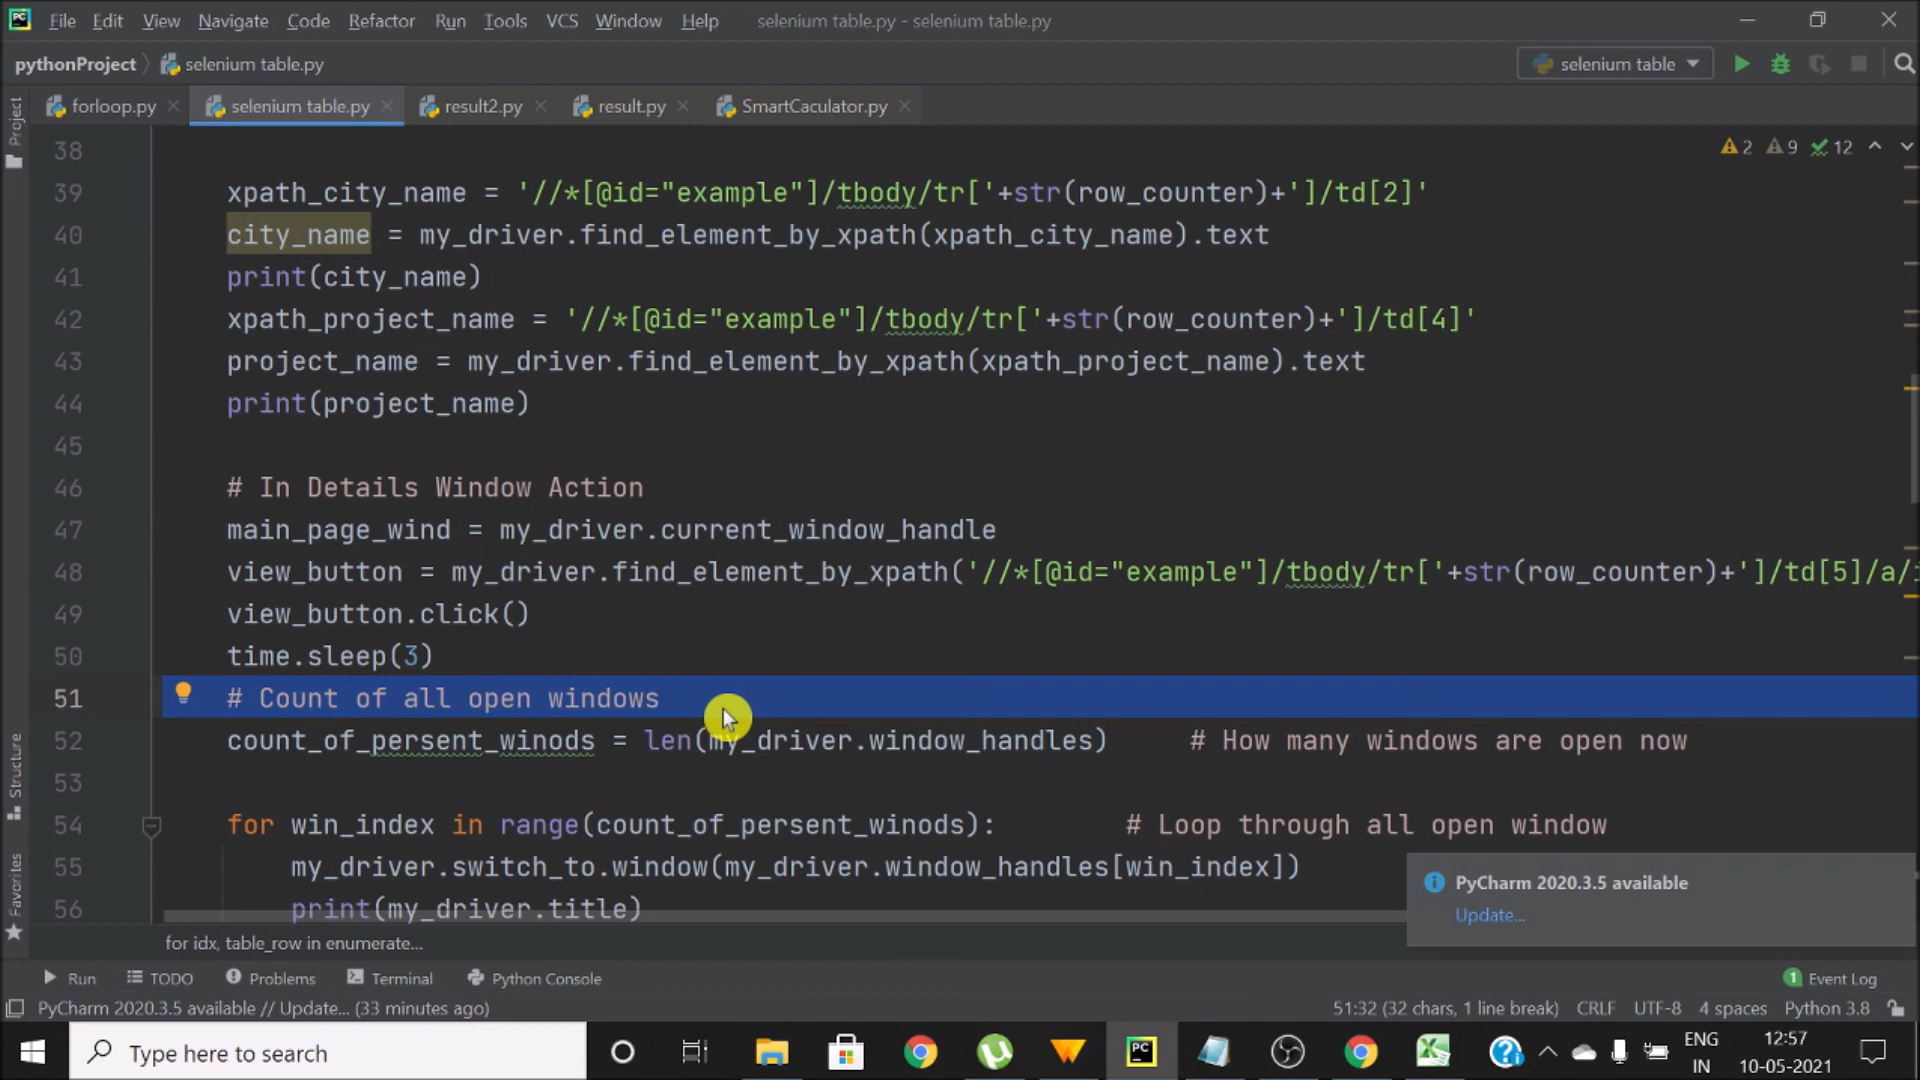 PC File Edit View Navigate Code Refactor Run Tools VCS Window Help selenium table.py - selenium table.py
pythonProject selenium table.py selenium table
forloop.py selenium table.py result2.py result.py SmartCaculator.py
Project
2 9 12
38
39 xpath_city_name = '//*[@id="example"]/tbody/tr['+str(row_counter)+']/td[2]'
40 city_name = my_driver.find_element_by_xpath(xpath_city_name).text
41 print(city_name)
42 xpath_project_name = '//*[@id="example"]/tbody/tr['+str(row_counter)+']/td[4]'
43 project_name = my_driver.find_element_by_xpath(xpath_project_name).text
44 print(project_name)
45
46 # In Details Window Action
47 main_page_wind = my_driver.current_window_handle
48 view_button = my_driver.find_element_by_xpath('//*[@id="example"]/tbody/tr['+str(row_counter)+']/td[5]/a/
49 view_button.click()
50 time.sleep(3)
51 # Count of all open windows
52 count_of_persent_winods = len(my_driver.window_handles) # How many windows are open now
53
54 for win_index in range(count_of_persent_winods): # Loop through all open window
55 my_driver.switch_to.window(my_driver.window_handles[win_index])
56 print(my_driver.title)
Structure
Favorites
PyCharm 2020.3.5 available
Update...
for idx, table_row in enumerate...
Run TODO Problems Terminal Python Console 1 Event Log
PyCharm 2020.3.5 available // Update... (33 minutes ago) 51:32 (32 chars, 1 line break) CRLF UTF-8 4 spaces Python 3.8
Type here to search PC ENG 12:57
IN 10-05-2021